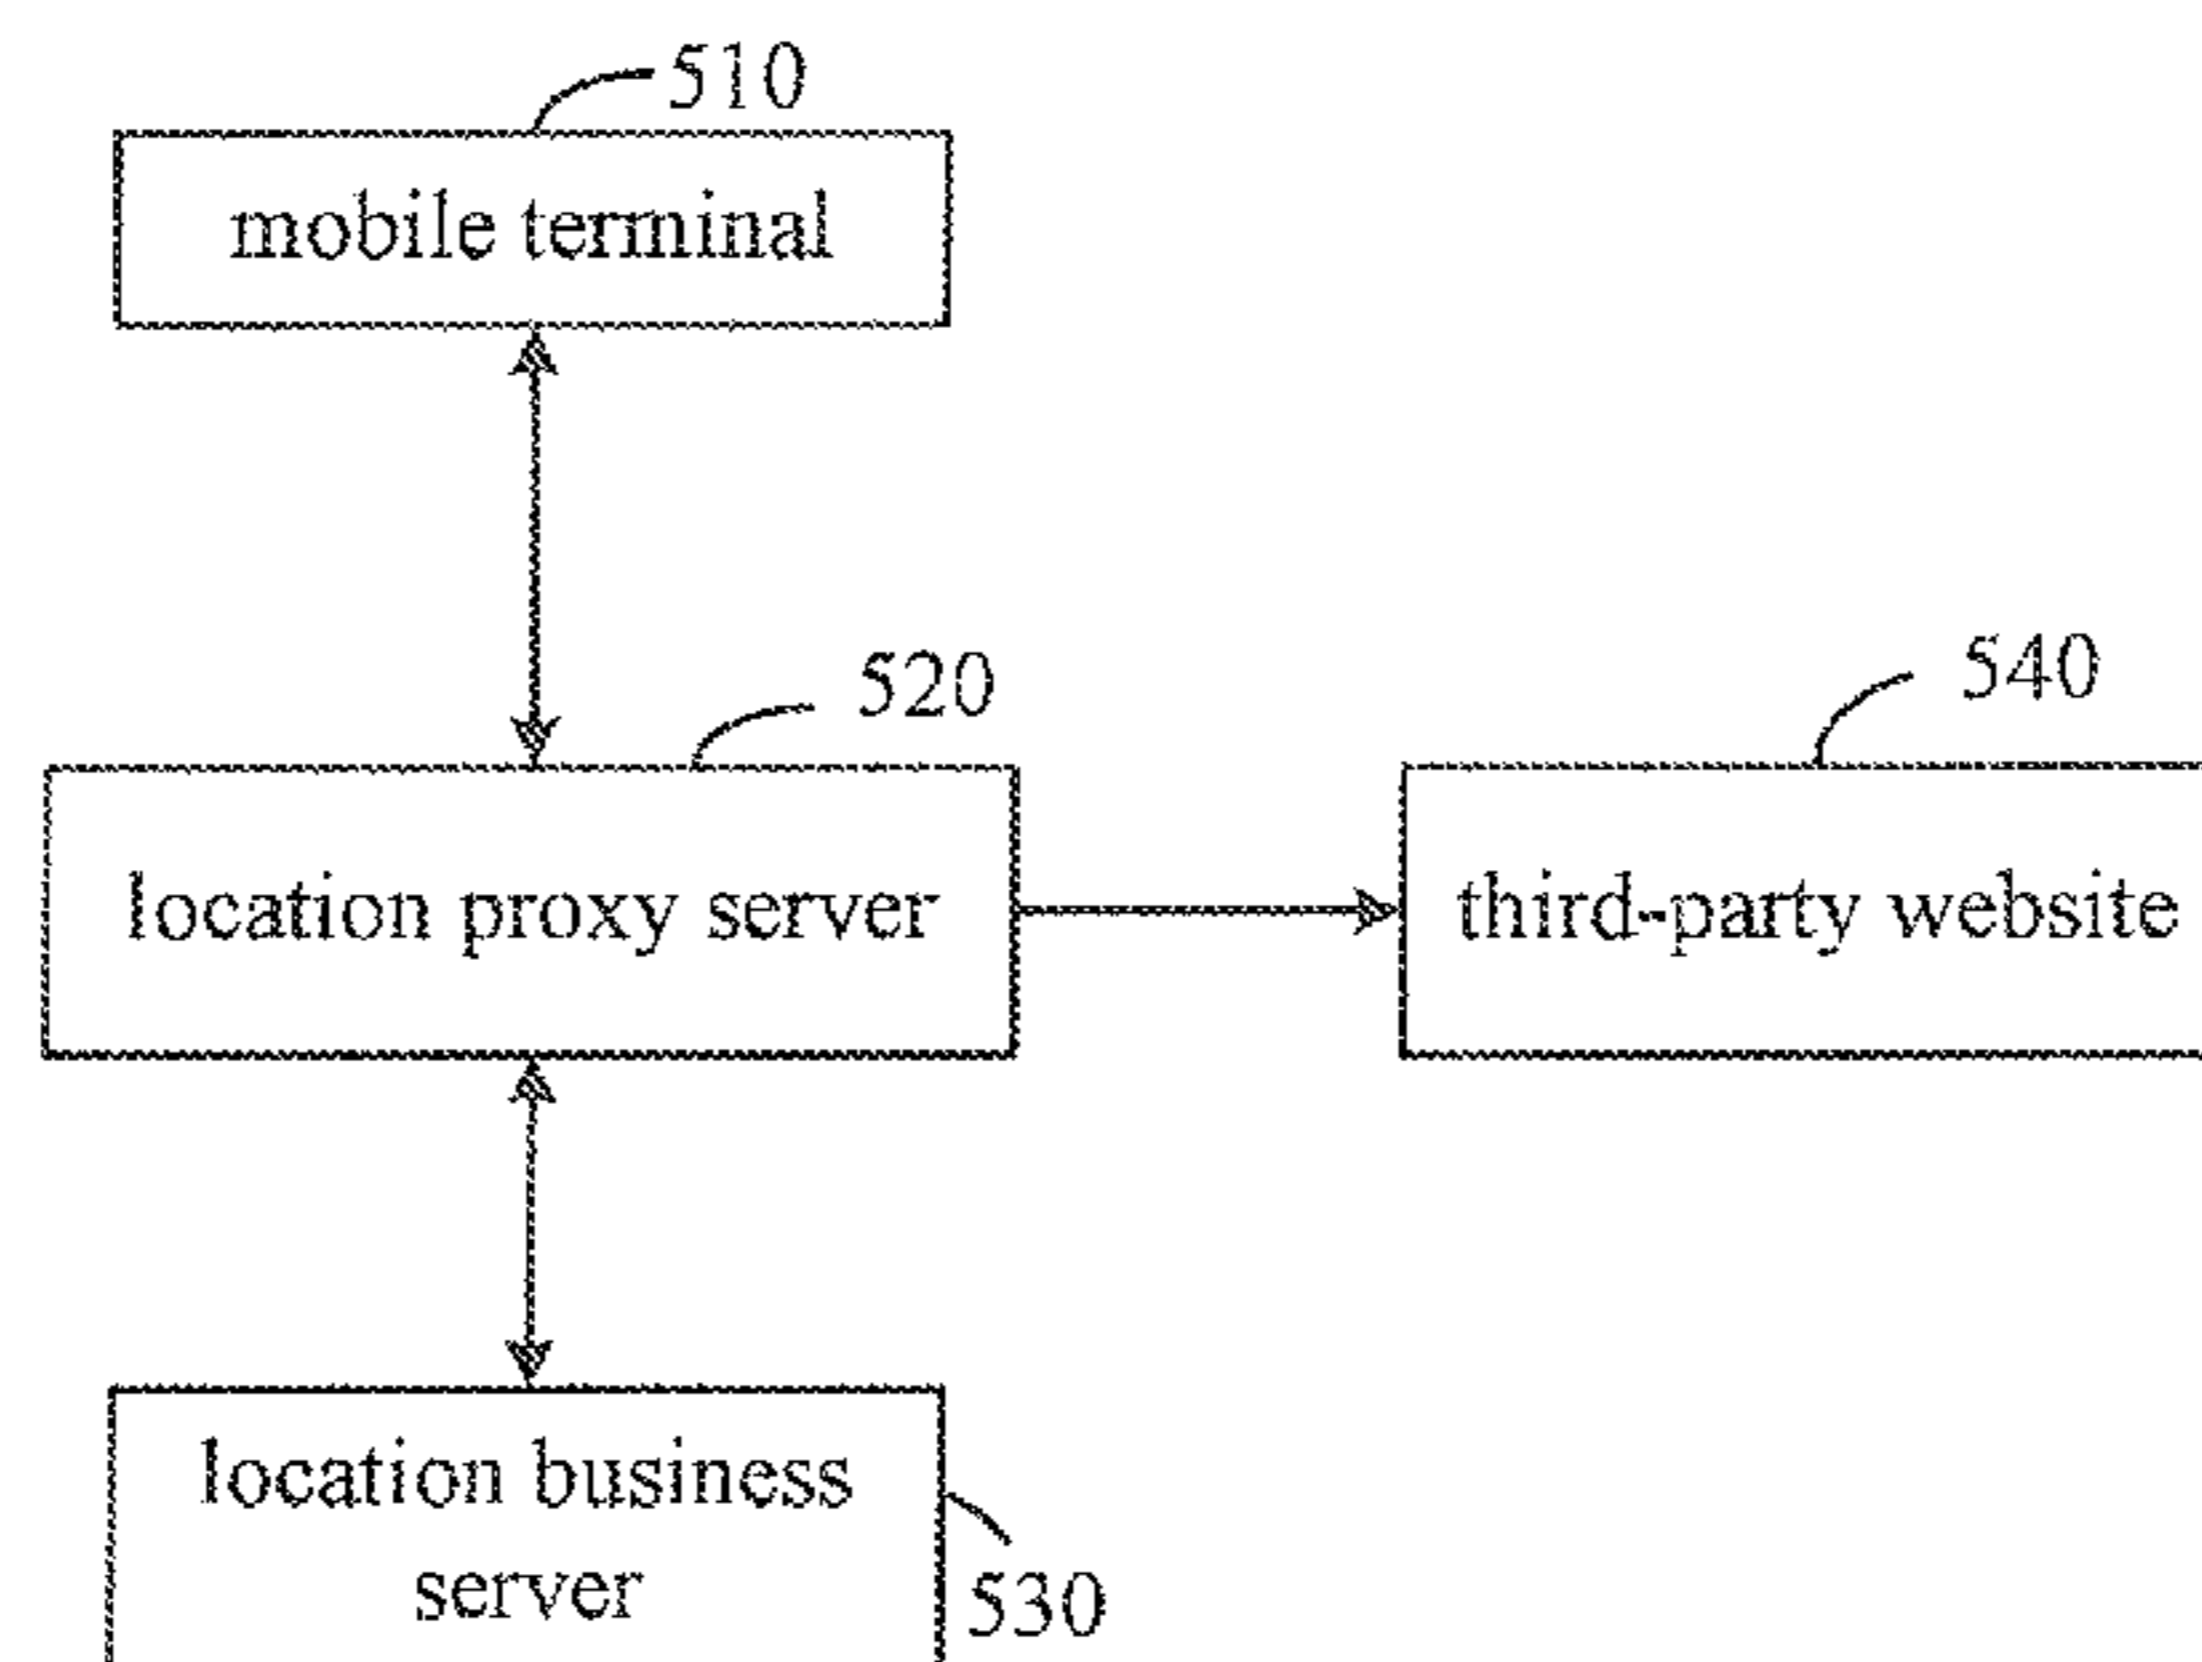 510
mobile terminal
520
540
location proxy server
third-party website
location business
server
530